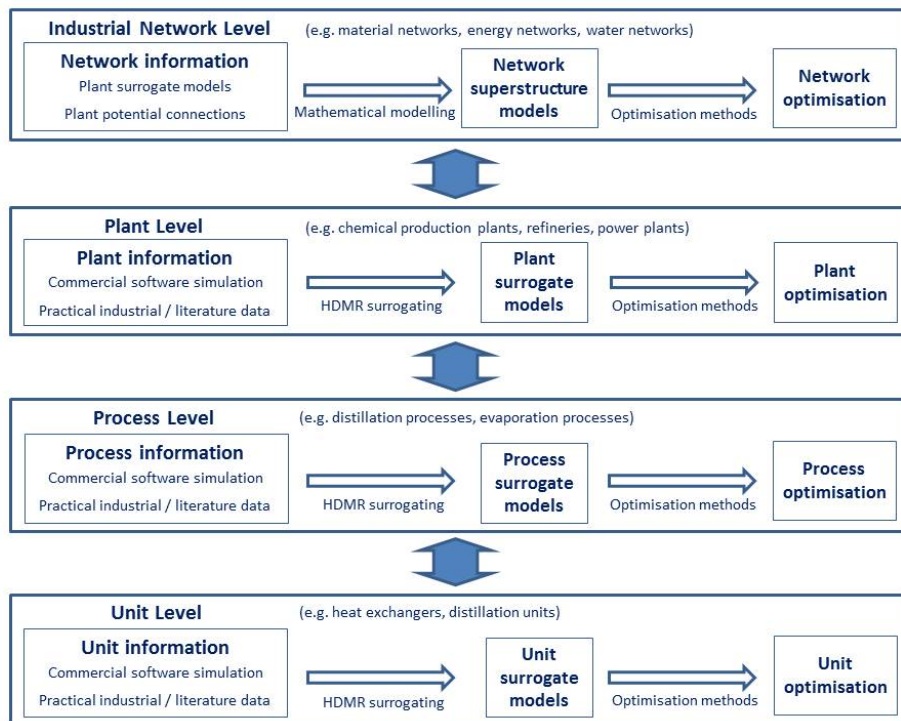 Industrial Network Level (e.g. material networks, energy networks, water networks)
Network information
Plant surrogate models
Plant potential connections
Mathematical modelling
Network
superstructure
models
Optimisation methods
Network
optimisation
Plant Level (e.g. chemical production plants, refineries, power plants)
Plant information
Commercial software simulation
Practical industrial / literature data
HDMR surrogating
Plant
surrogate
models
Optimisation methods
Plant
optimisation
Process Level (e.g. distillation processes, evaporation processes)
Process information
Commercial software simulation
Practical industrial / literature data
HDMR surrogating
Process
surrogate
models
Optimisation methods
Process
optimisation
Unit Level (e.g. heat exchangers, distillation units)
Unit information
Commercial software simulation
Practical industrial / literature data
HDMR surrogating
Unit
surrogate
models
Optimisation methods
Unit
optimisation